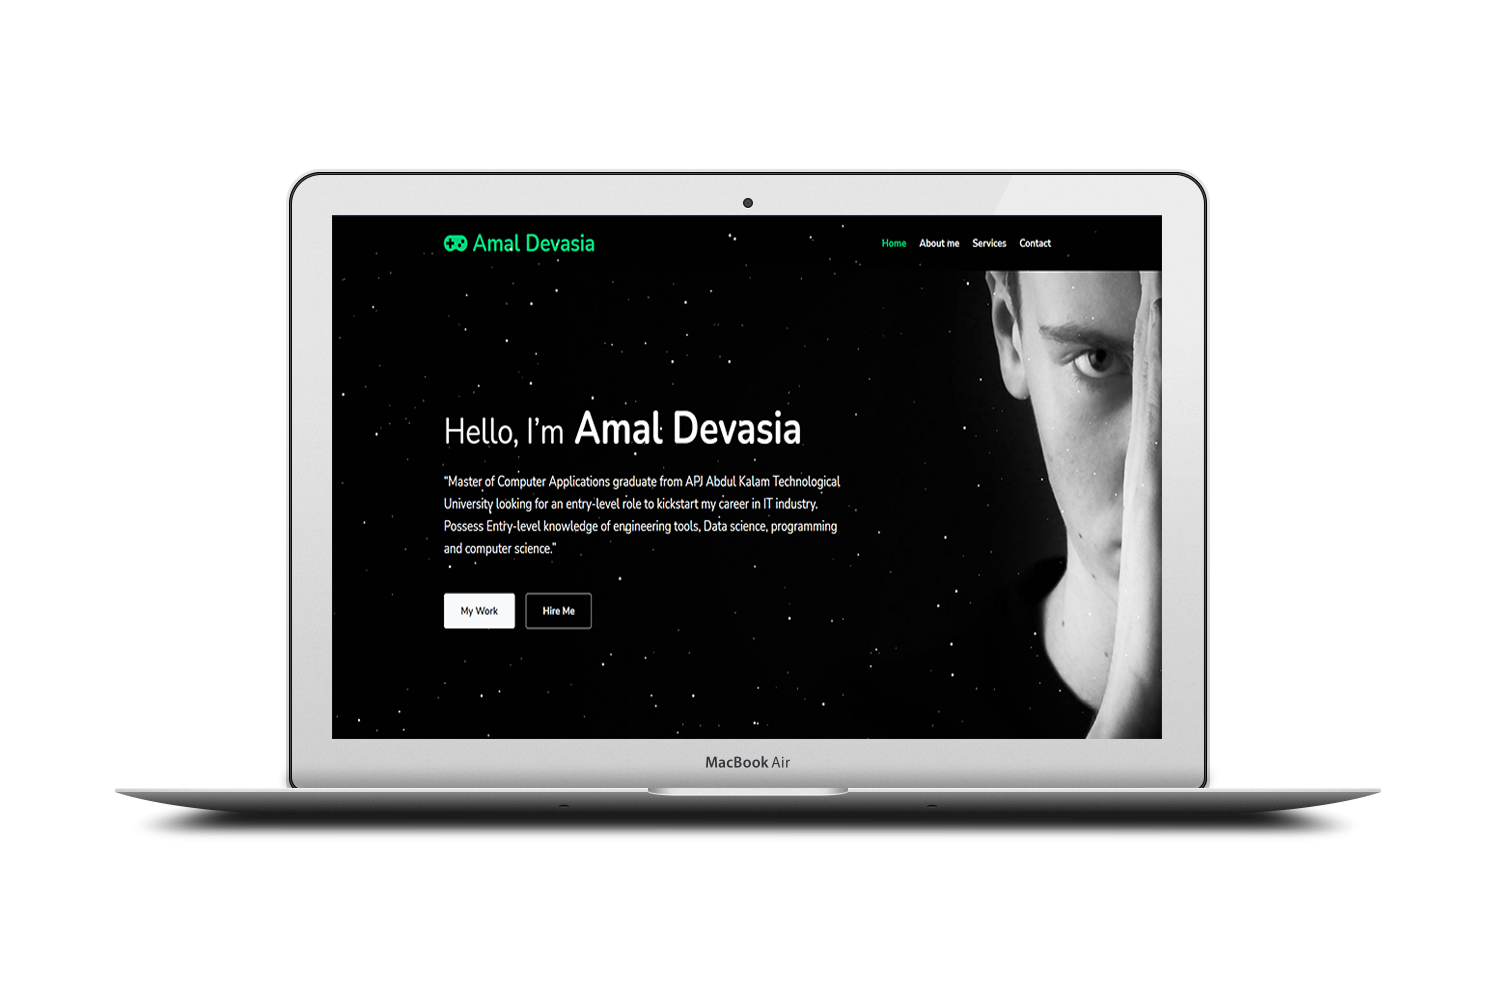 Amal Devasia
Home About me Services Contact
Hello, I’m Amal Devasia
“Master of Computer Applications graduate from APJ Abdul Kalam Technological
University looking for an entry-level role to kickstart my career in IT industry.
Possess Entry-level knowledge of engineering tools, Data science, programming
and computer science.”
My Work Hire Me
MacBook Air